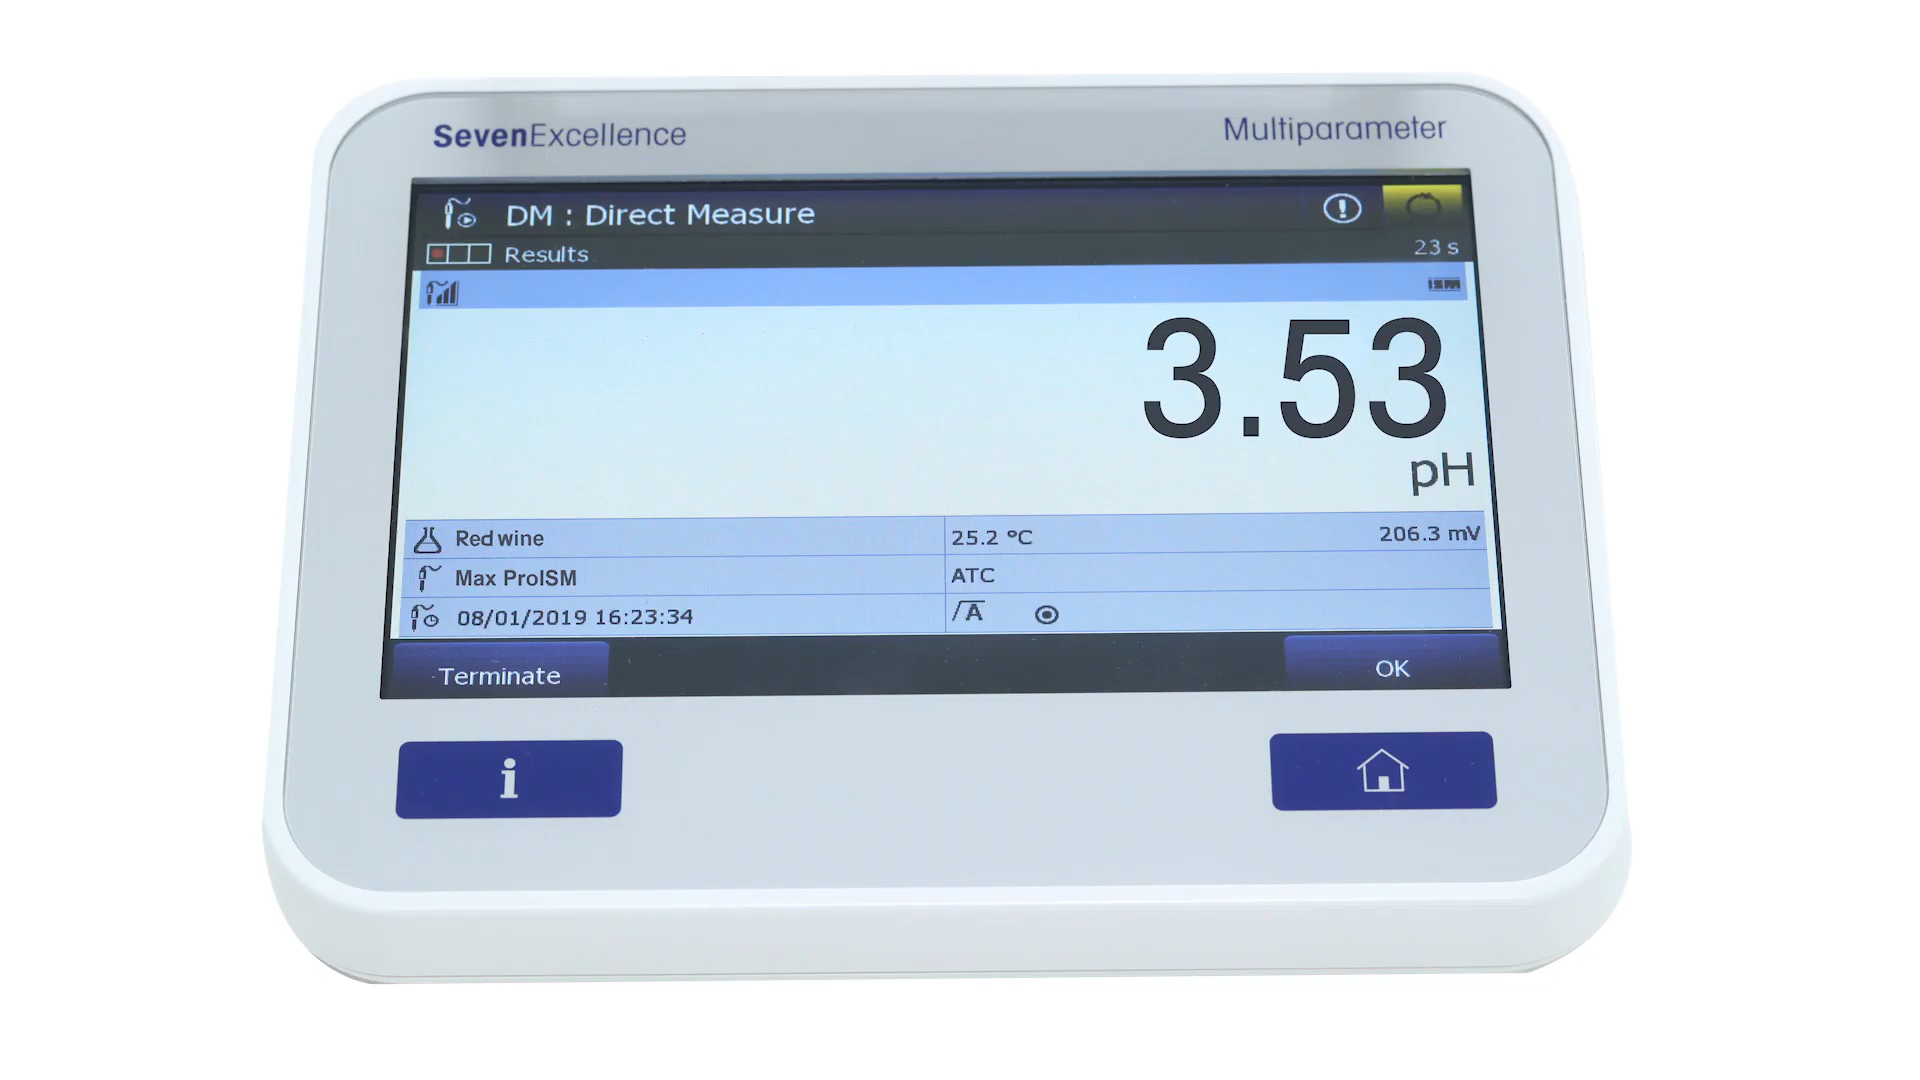 SevenExcellence Multiparameter
DM : Direct Measure
Results 23 s
ISM
3.53
pH
Red wine 25.2 °C 206.3 mV
Max ProISM ATC
08/01/2019 16:23:34 /A
Terminate OK
i